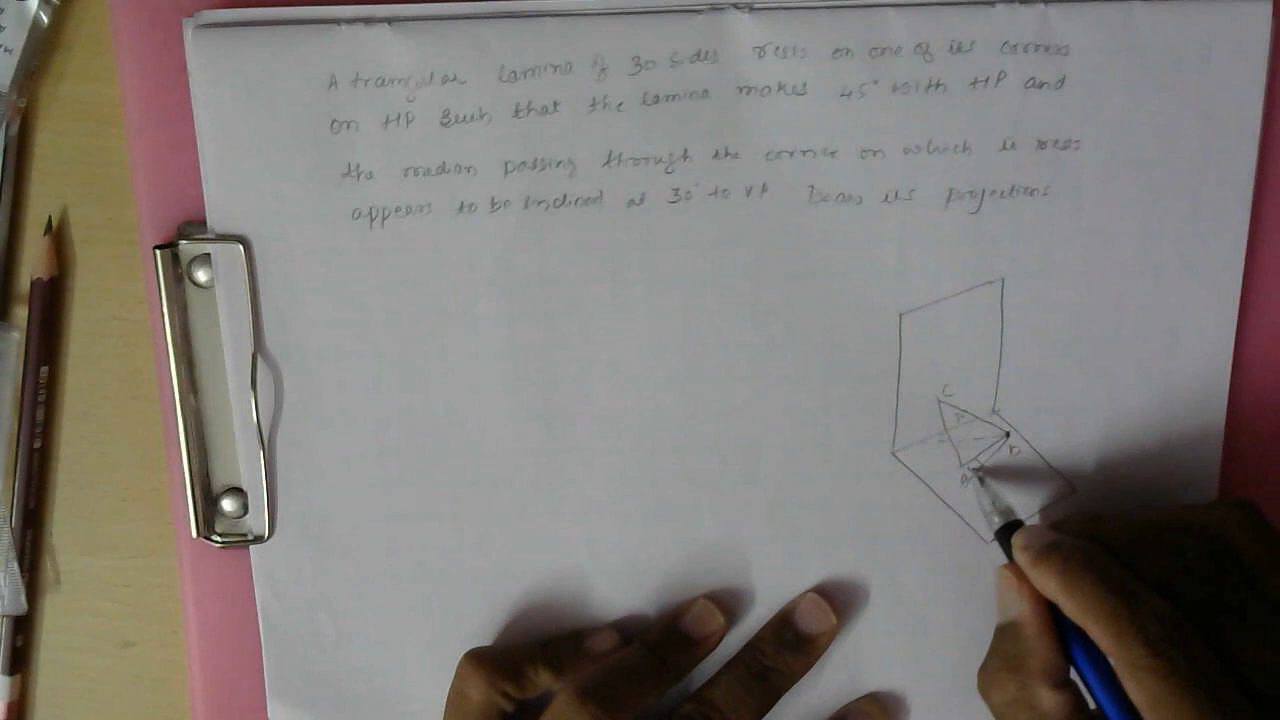 A triangular lamina of 30 sides rests on one of its corners
on HP such that the lamina makes 45° with HP and
the median passing through the corner on which it rests
appears to be inclined at 30° to VP Draw its projections
C
A
B